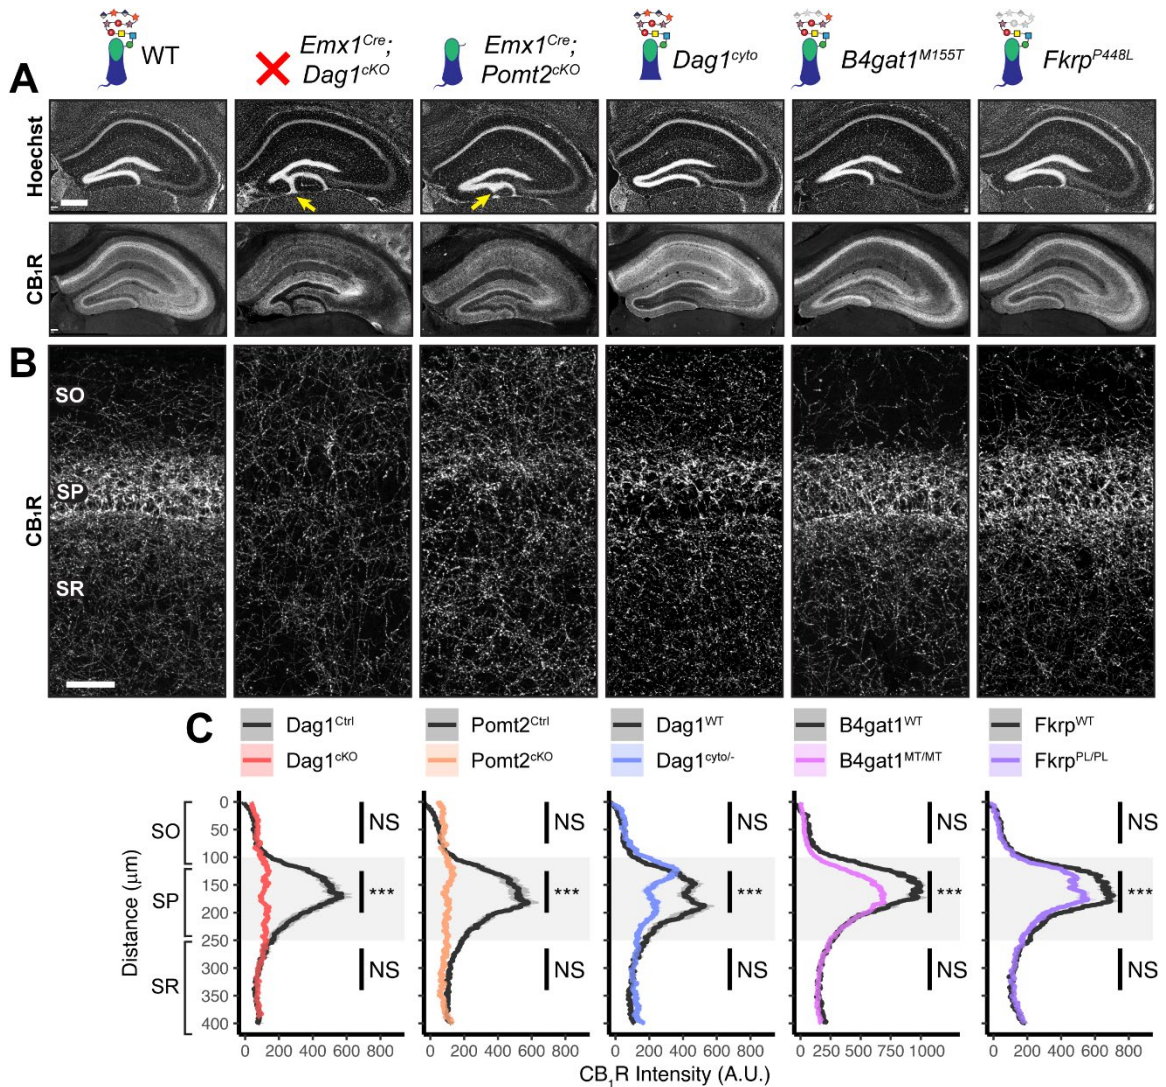 WT
Emx1Cre;
Dag1cKO
Emx1Cre;
Pomt2cKO
Dag1cyto
B4gat1M155T
FkrpP448L
A
Hoechst
CB1R
B
CB1R
SO
SP
SR
C
Dag1Ctrl
Dag1cKO
Pomt2Ctrl
Pomt2cKO
Dag1WT
Dag1cyto/-
B4gat1WT
B4gat1MT/MT
FkrpWT
FkrpPL/PL
Distance (μm)
SO
SP
SR
0
50
100
150
200
250
300
350
400
NS
***
NS
0 200 400 600 800
NS
***
NS
0 200 400 600 800
NS
***
NS
0 200 400 600 800
NS
***
NS
0 250 500 750 1000
NS
***
NS
0 200 400 600 800
CB1R Intensity (A.U.)